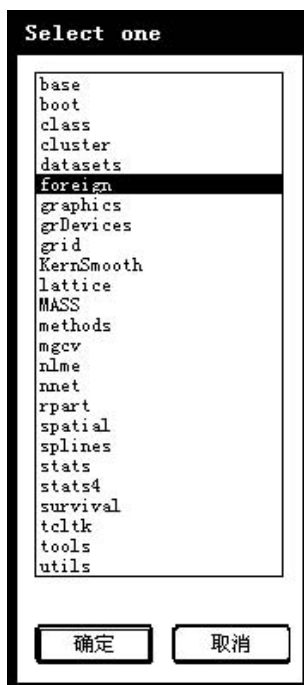 Select one
base
boot
class
cluster
datasets
foreign
graphics
grDevices
grid
KernSmooth
lattice
MASS
methods
mgcv
nlme
nnet
rpart
spatial
splines
stats
stats4
survival
tcltk
tools
utils
确定 取消